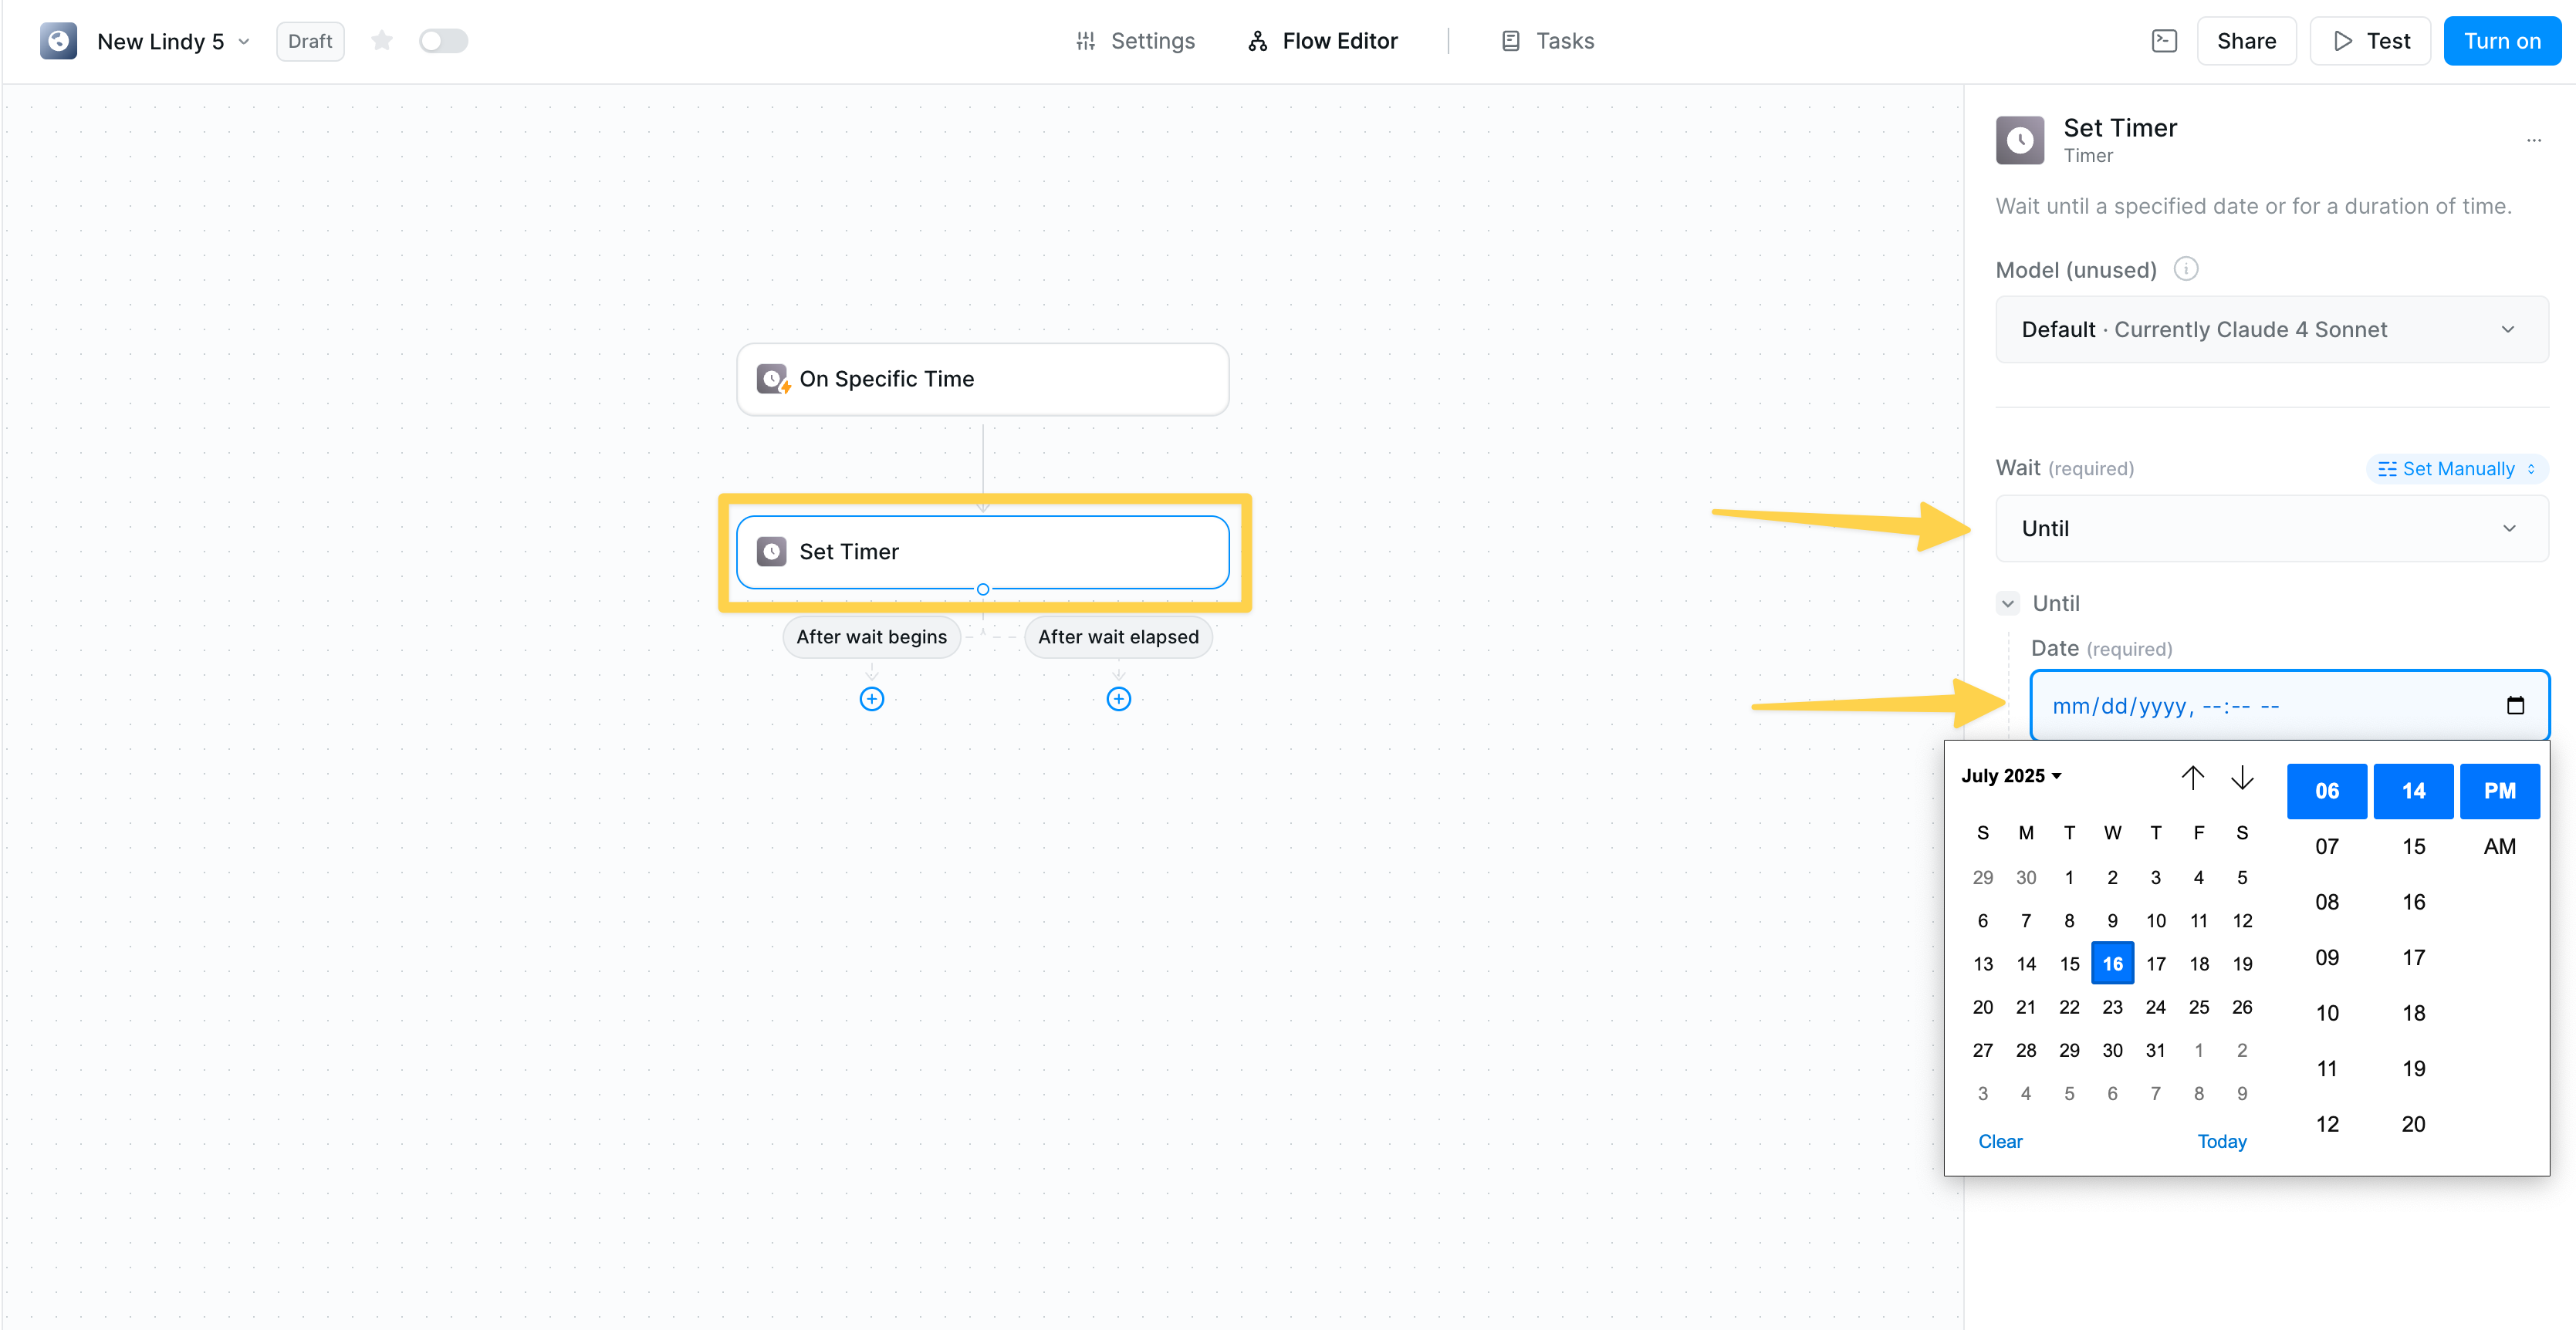 New Lindy 5
Draft
Settings
Flow Editor
Tasks
Share
Test
Turn on
On Specific Time
Set Timer
After wait begins
After wait elapsed
Set Timer
Timer
Wait until a specified date or for a duration of time.
Model (unused)
Default · Currently Claude 4 Sonnet
Wait (required)
Set Manually
Until
Until
Date (required)
mm/dd/yyyy, --:-- --
July 2025
S M T W T F S
29 30 1 2 3 4 5
6 7 8 9 10 11 12
13 14 15 16 17 18 19
20 21 22 23 24 25 26
27 28 29 30 31 1 2
3 4 5 6 7 8 9
Clear
Today
06 14 PM
07 15 AM
08 16
09 17
10 18
11 19
12 20